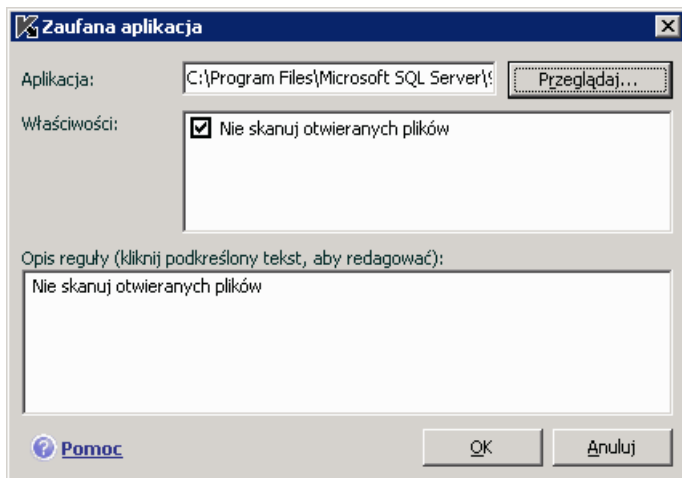 Zaufana aplikacja
Aplikacja: C:\Program Files\Microsoft SQL Server\ Przeglądaj...
Właściwości: Nie skanuj otwieranych plików
Opis reguły (kliknij podkreślony tekst, aby redagować):
Nie skanuj otwieranych plików
Pomoc OK Anuluj